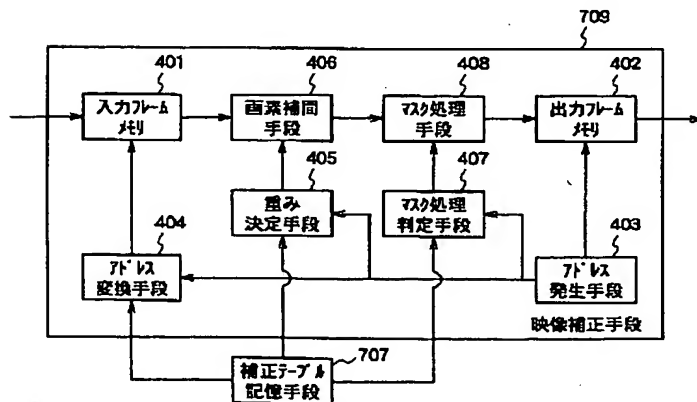 709
401
406
408
402
入力フレーム
メモリ
画素補間
手段
マスク処理
手段
出力フレーム
メモリ
405
407
重み
決定手段
マスク処理
判定手段
404
403
アドレス
変換手段
アドレス
発生手段
映像補正手段
707
補正テーブル
記憶手段